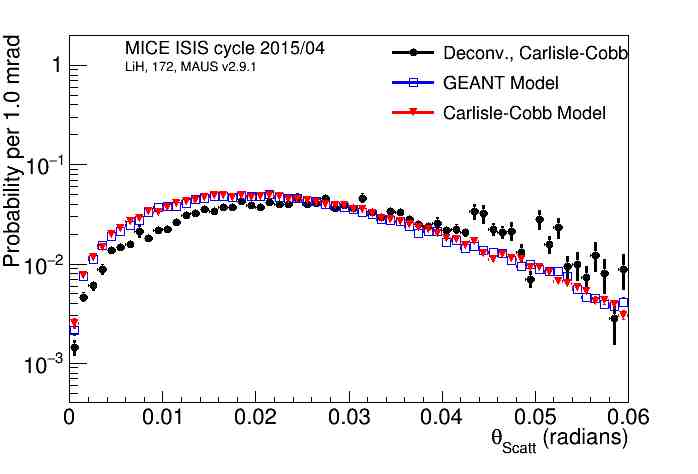 MICE ISIS cycle 2015/04
LiH, 172, MAUS v2.9.1
Deconv., Carlisle-Cobb
GEANT Model
Carlisle-Cobb Model
Probability per 1.0 mrad
1
10⁻¹
10⁻²
10⁻³
0 0.01 0.02 0.03 0.04 0.05 0.06
θ_Scatt (radians)